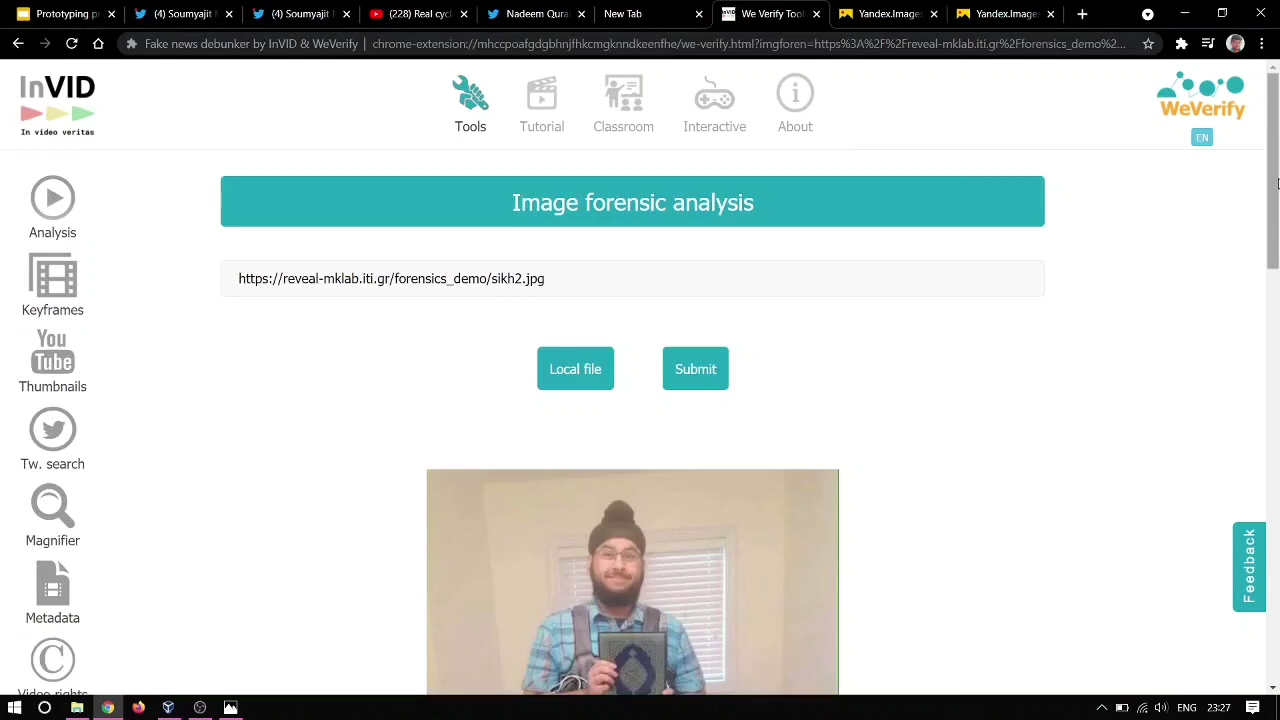 Prototyping pr
(4) Soumyajit M
(4) Soumyajit
(228) Real cyc
Nadeem Qura
New Tab
We Verify Tool
Yandex.Image
Yandex.Image
Fake news debunker by InVID & WeVerify | chrome-extension://mhccpoafgdgbhnjfhkcmgknndkeenfhe/we-verify.html?imgforen=https%3A%2F%2Freveal-mklab.iti.gr%2Fforensics_demo%2...
InVID
In video veritas
Tools
Tutorial
Classroom
Interactive
About
WeVerify
EN
Image forensic analysis
https://reveal-mklab.iti.gr/forensics_demo/sikh2.jpg
Local file
Submit
Analysis
Keyframes
You
Tube
Thumbnails
Tw. search
Magnifier
Metadata
C
Video rights
Feedback
ENG
23:27